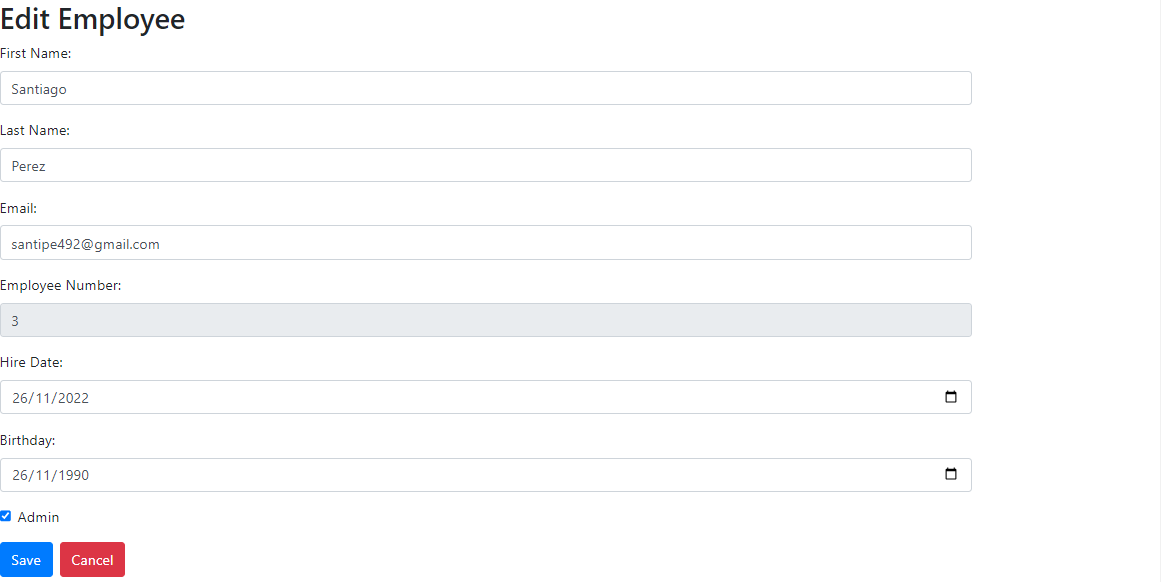 Edit Employee
First Name:
Santiago
Last Name:
Perez
Email:
santipe492@gmail.com
Employee Number:
3
Hire Date:
26/11/2022
Birthday:
26/11/1990
Admin
Save Cancel